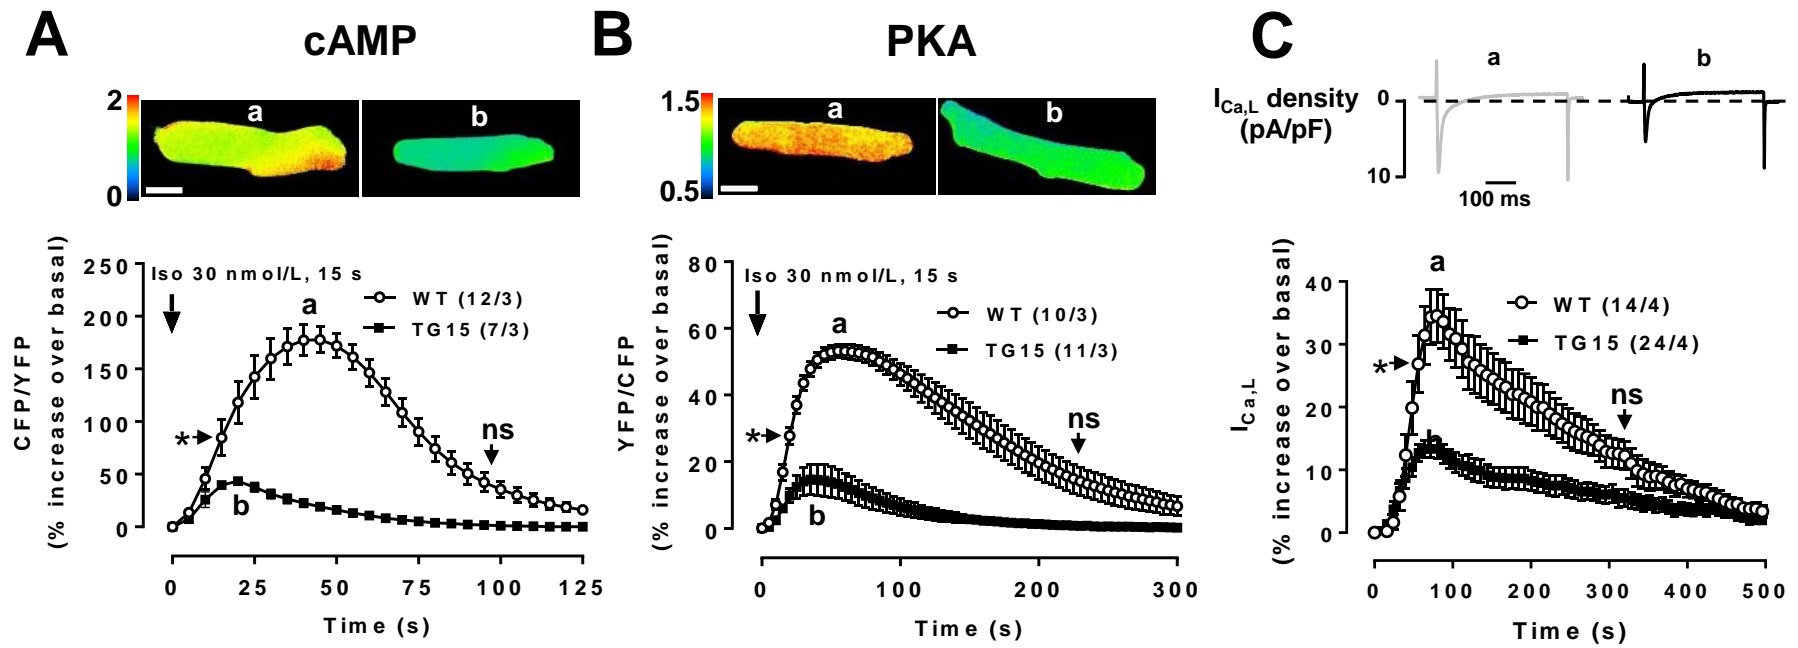 A
cAMP
2
0
a
b
CFP/YFP
(% increase over basal)
250
200
150
100
50
0
Iso 30 nmol/L, 15 s
a
WT (12/3)
TG15 (7/3)
*
ns
b
0 25 50 75 100 125
Time (s)
B
PKA
1.5
0.5
a
b
YFP/CFP
(% increase over basal)
80
60
40
20
0
Iso 30 nmol/L, 15 s
a
WT (10/3)
TG15 (11/3)
*
ns
b
0 100 200 300
Time (s)
C
a
b
ICa,L density
(pA/pF)
0
10
100 ms
ICa,L
(% increase over basal)
40
30
20
10
0
a
WT (14/4)
TG15 (24/4)
*
ns
b
0 100 200 300 400 500
Time (s)